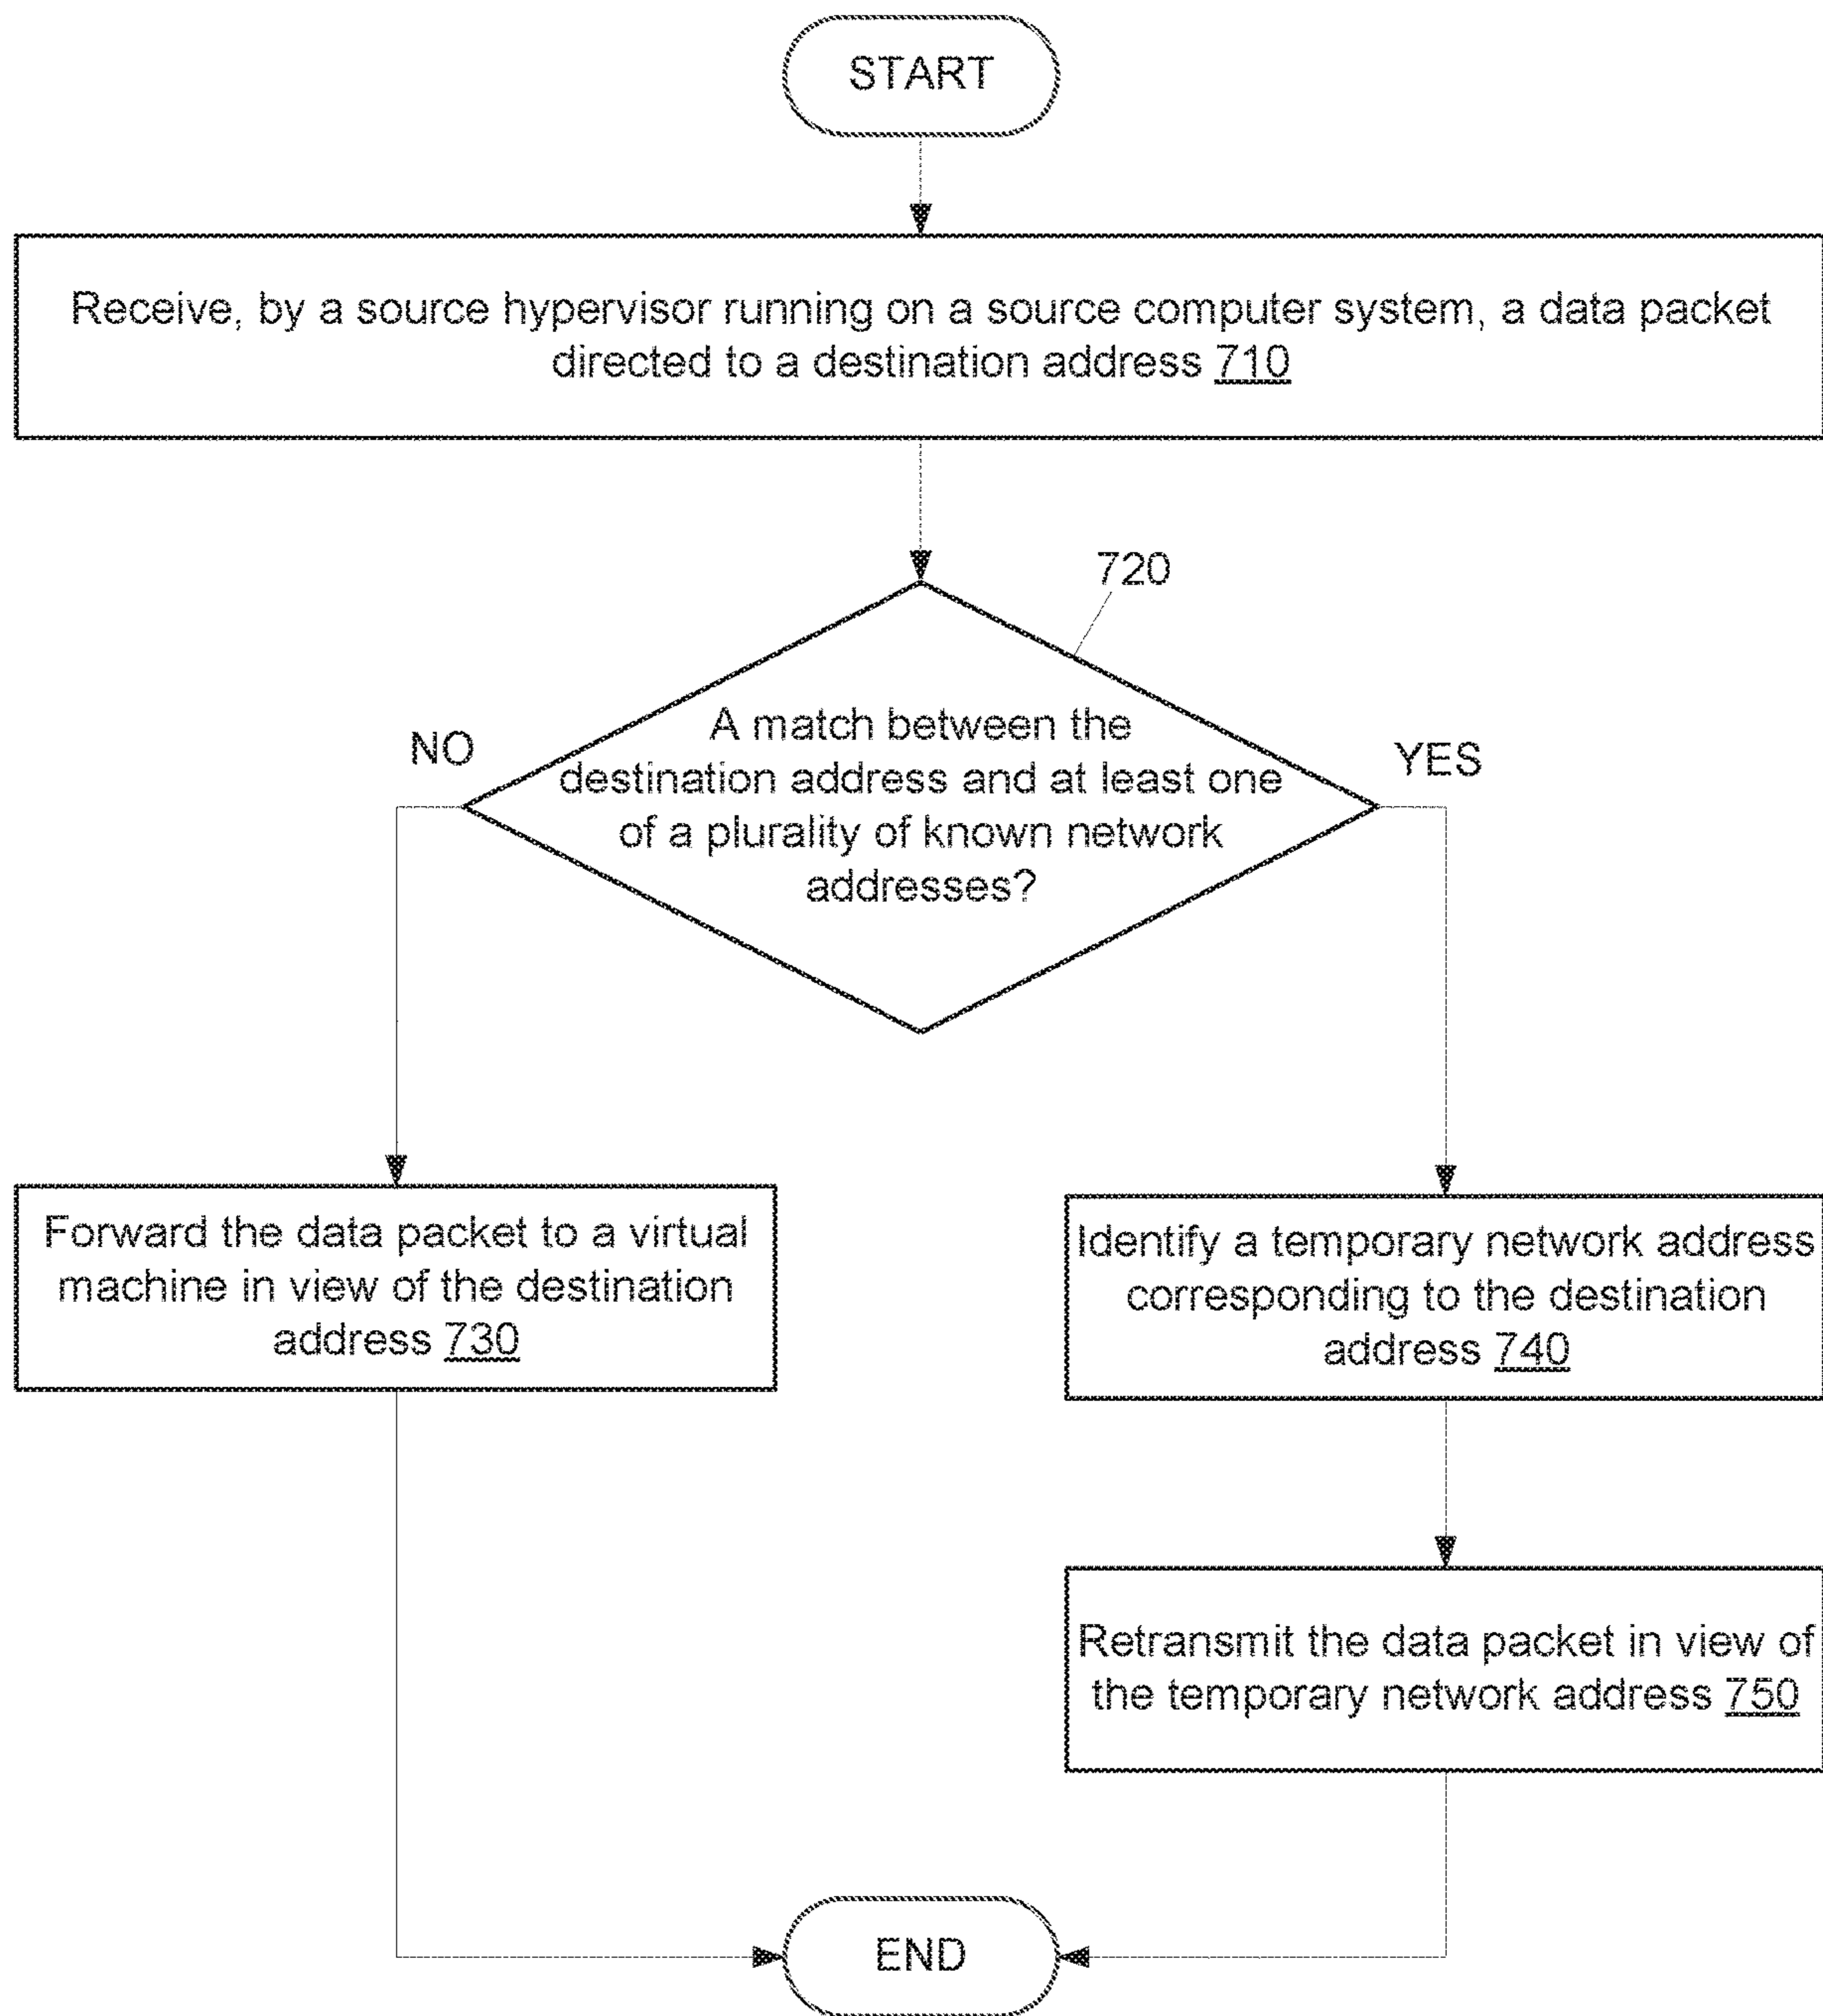 START
Receive, by a source hypervisor running on a source computer system, a data packet
directed to a destination address 710
720
NO
YES
A match between the
destination address and at least one
of a plurality of known network
addresses?
Forward the data packet to a virtual
machine in view of the destination
address 730
Identify a temporary network address
corresponding to the destination
address 740
Retransmit the data packet in view of
the temporary network address 750
END